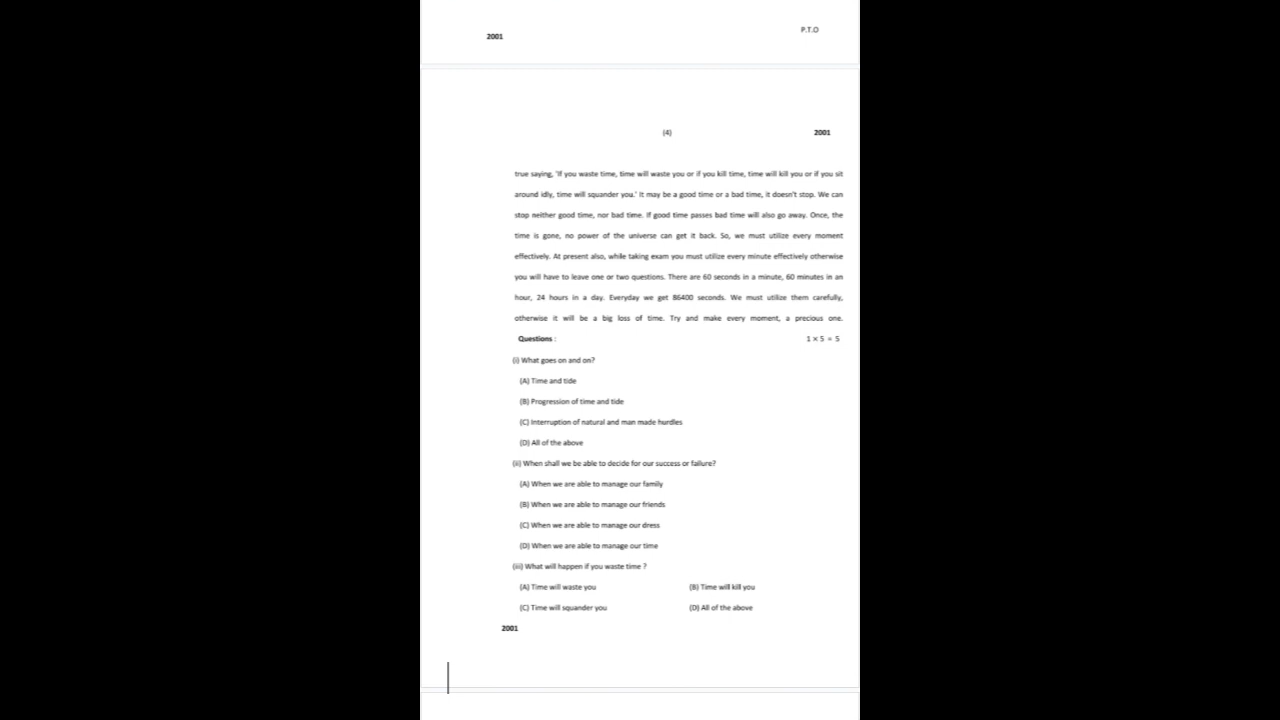 P.T.O
2001
(4) 2001
true saying, 'If you waste time, time will waste you or if you kill time, time will kill you or if you sit
around idly, time will squander you.' It may be a good time or a bad time, it doesn't stop. We can
stop neither good time, nor bad time. If good time passes bad time will also go away. Once, the
time is gone, no power of the universe can get it back. So, we must utilize every moment
effectively. At present also, while taking exam you must utilize every minute effectively otherwise
you will have to leave one or two questions. There are 60 seconds in a minute, 60 minutes in an
hour, 24 hours in a day. Everyday we get 86400 seconds. We must utilize them carefully,
otherwise it will be a big loss of time. Try and make every moment, a precious one.
Questions : 1 x 5 = 5
(i) What goes on and on?
(A) Time and tide
(B) Progression of time and tide
(C) Interruption of natural and man made hurdles
(D) All of the above
(ii) When shall we be able to decide for our success or failure?
(A) When we are able to manage our family
(B) When we are able to manage our friends
(C) When we are able to manage our dress
(D) When we are able to manage our time
(iii) What will happen if you waste time ?
(A) Time will waste you (B) Time will kill you
(C) Time will squander you (D) All of the above
2001